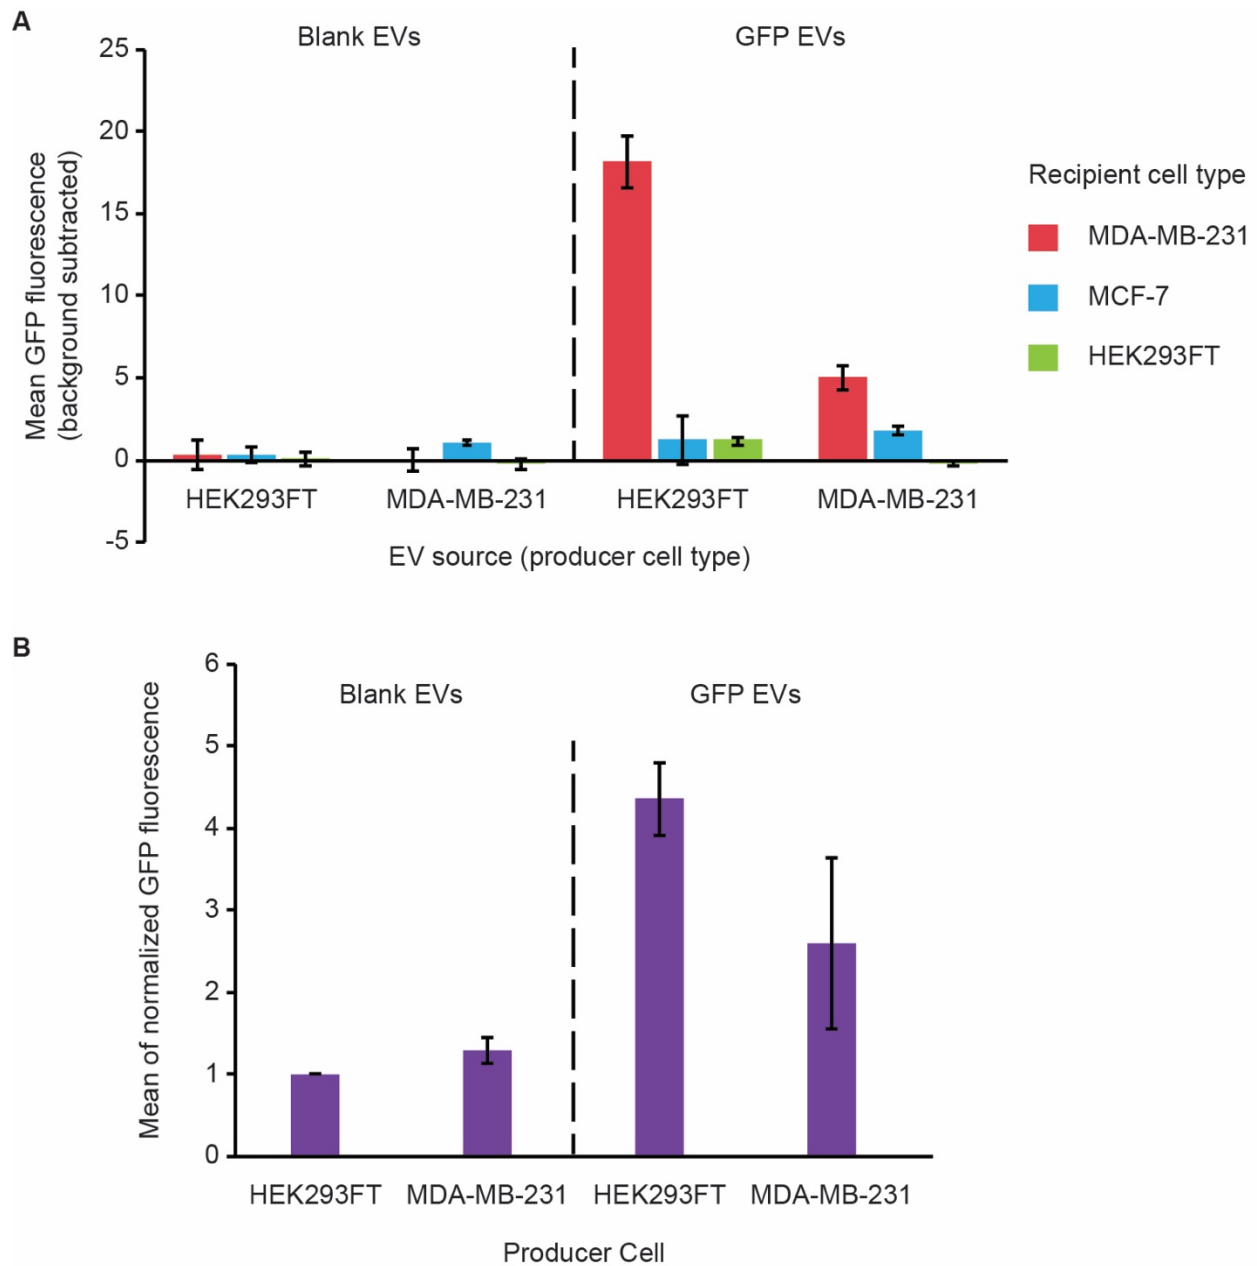 A
Blank EVs
GFP EVs
25
20
15
10
5
0
-5
Mean GFP fluorescence
(background subtracted)
HEK293FT
MDA-MB-231
HEK293FT
MDA-MB-231
EV source (producer cell type)
Recipient cell type
MDA-MB-231
MCF-7
HEK293FT
B
Blank EVs
GFP EVs
6
5
4
3
2
1
0
Mean of normalized GFP fluorescence
HEK293FT
MDA-MB-231
HEK293FT
MDA-MB-231
Producer Cell